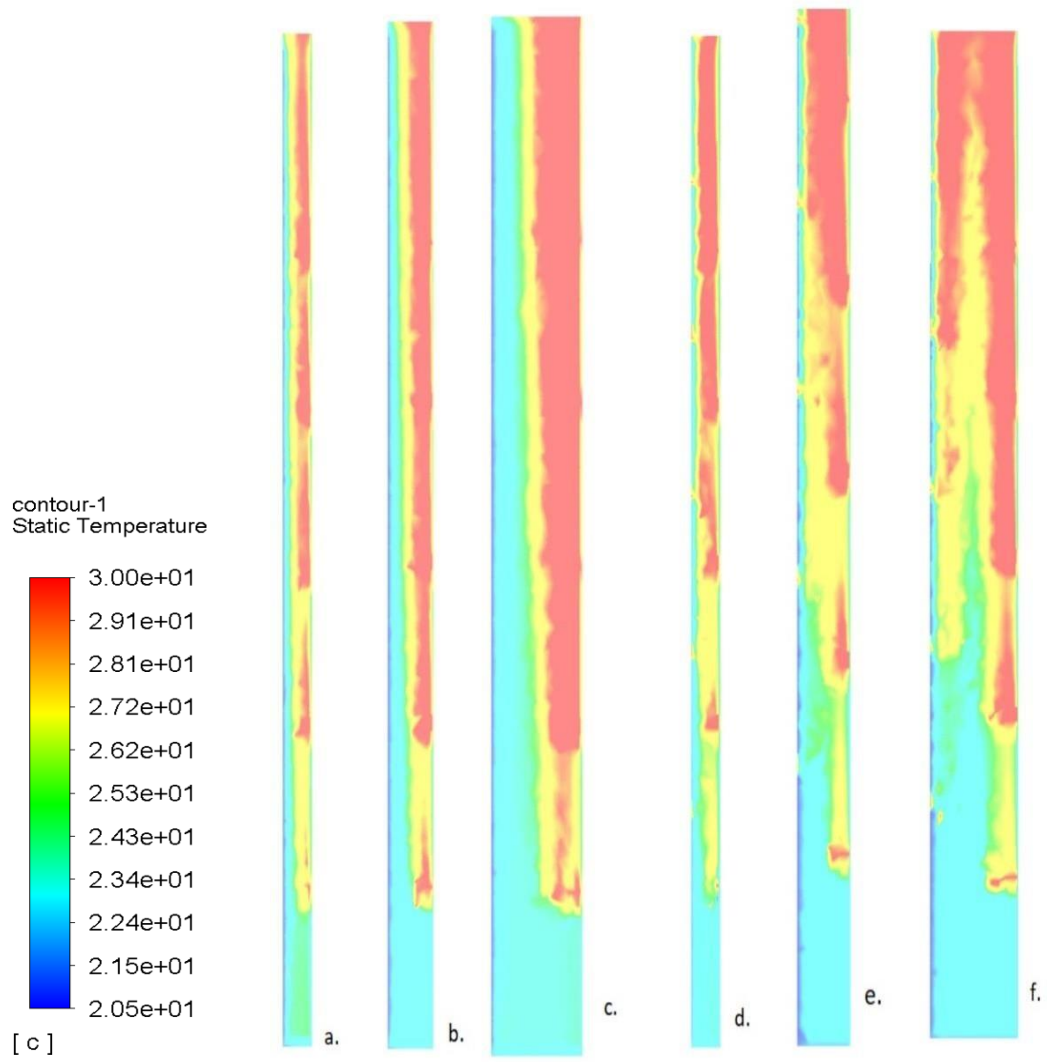 contour-1
Static Temperature
3.00e+01
2.91e+01
2.81e+01
2.72e+01
2.62e+01
2.53e+01
2.43e+01
2.34e+01
2.24e+01
2.15e+01
2.05e+01
[ c ]
a.
b.
c.
d.
e.
f.